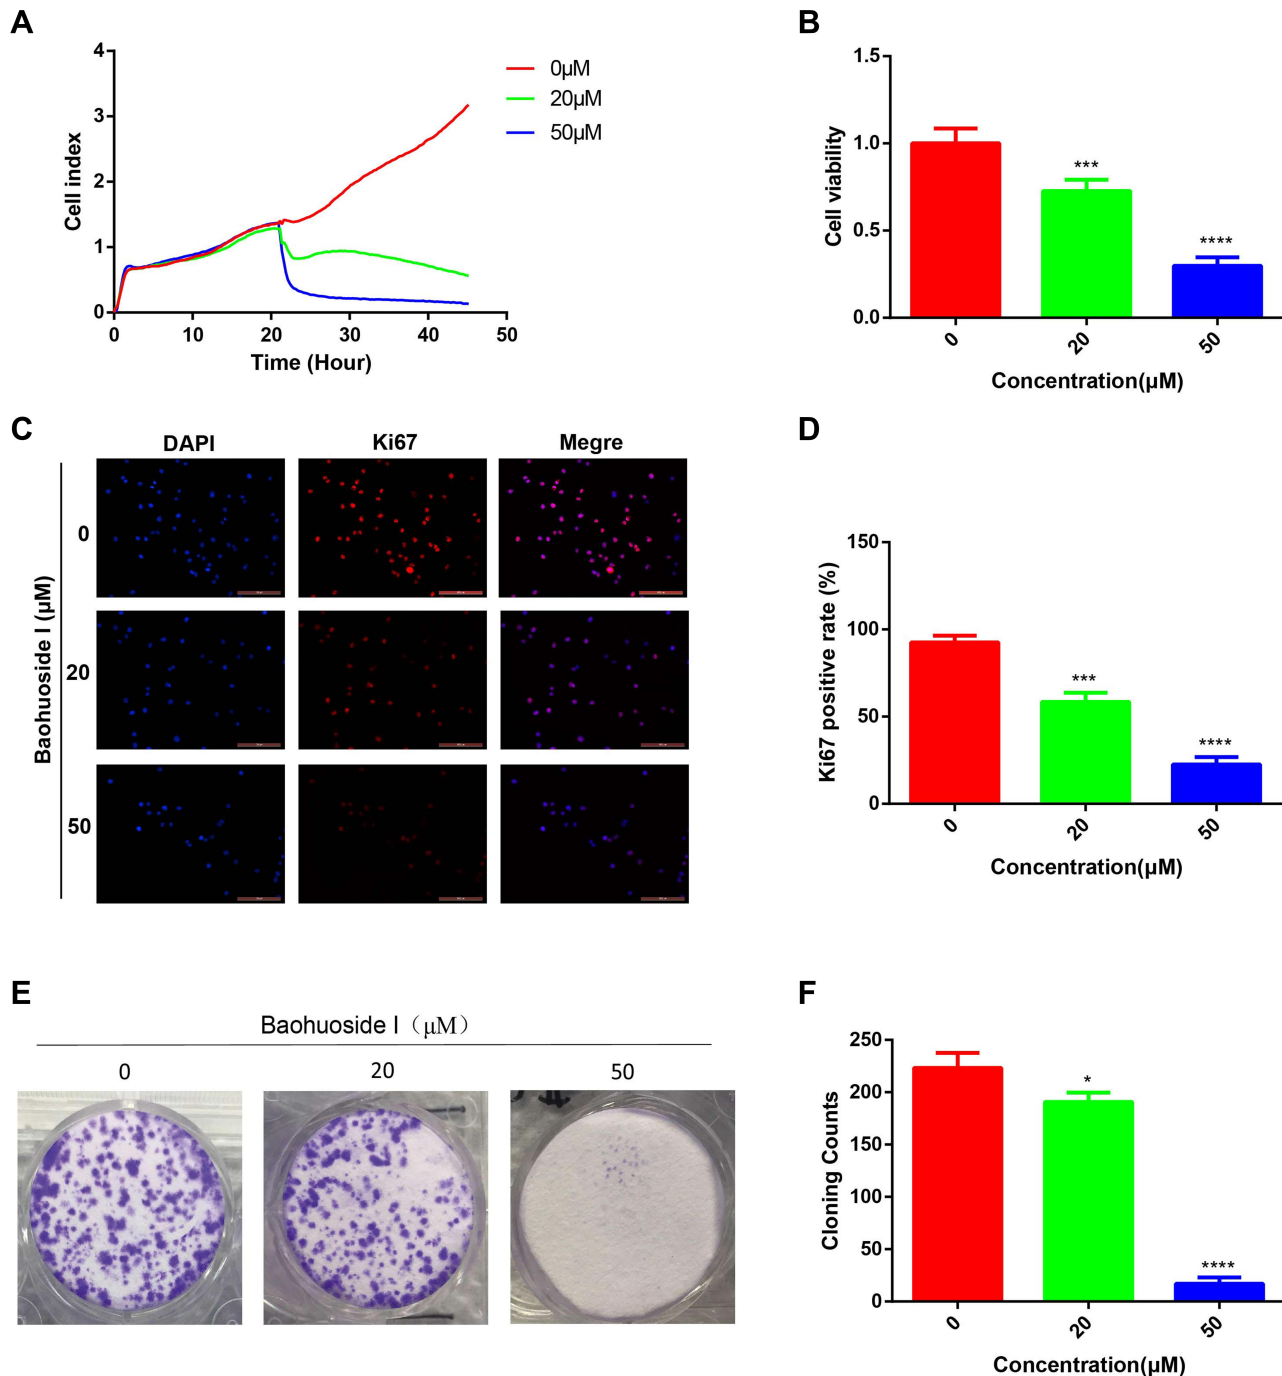 A
4
3
2
1
0
Cell index
0 10 20 30 40 50
Time (Hour)
0µM
20µM
50µM
B
1.5
1.0
0.5
0.0
Cell viability
***
****
0 20 50
Concentration(µM)
C
DAPI Ki67 Megre
Baohuoside I (µM)
0
20
50
D
150
100
50
0
Ki67 positive rate (%)
***
****
0 20 50
Concentration(µM)
E
Baohuoside I（µM）
0 20 50
F
250
200
150
100
50
0
Cloning Counts
*
****
0 20 50
Concentration(µM)